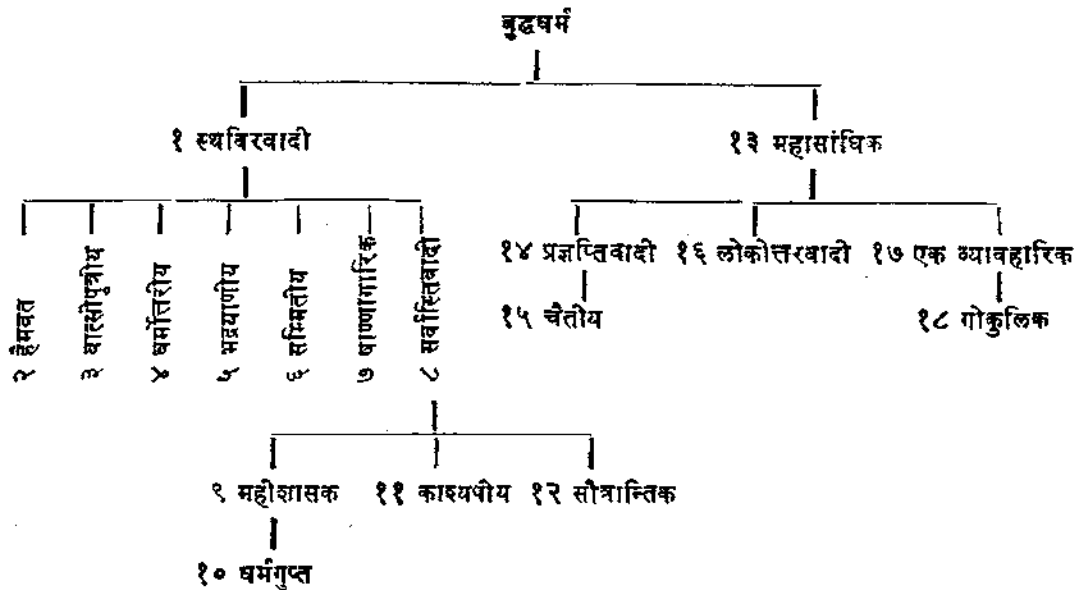 बुद्धधर्म
१ स्थविरवादी
१३ महासांघिक
२ हैमवत
३ वात्सीपुत्रीय
४ धर्मोत्तरीय
५ भद्रयाणीय
६ सम्मितीय
७ षाण्णागारिक
८ सर्वास्तिवादी
१४ प्रज्ञप्तिवादी १६ लोकोत्तरवादी १७ एक व्यावहारिक
१५ चैतीय
१८ गोकुलिक
९ महीशासक ११ काश्यपीय १२ सौत्रान्तिक
१० धर्मगुप्त